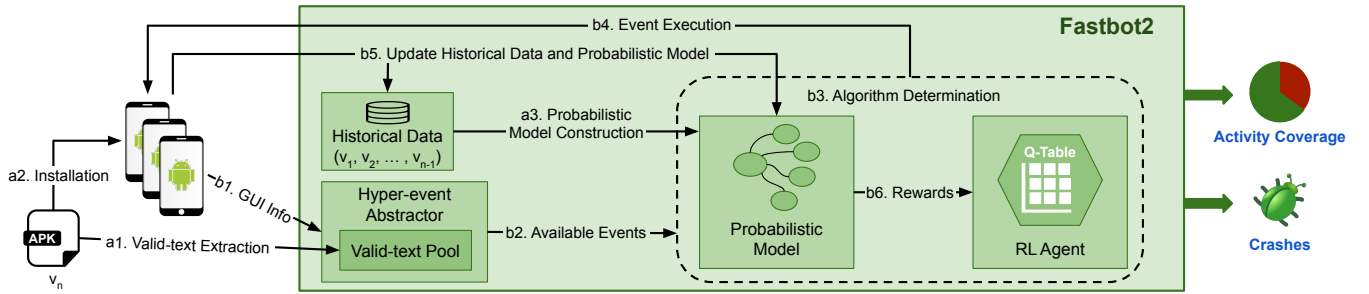 b4. Event Execution
Fastbot2
b5. Update Historical Data and Probabilistic Model
b3. Algorithm Determination
Historical Data
(v1, v2, … , vn-1)
a3. Probabilistic
Model Construction
Activity Coverage
a2. Installation
b1. GUI Info
Hyper-event
Abstractor
Valid-text Pool
b2. Available Events
Probabilistic
Model
b6. Rewards
Q-Table
RL Agent
APK
a1. Valid-text Extraction
vn
Crashes